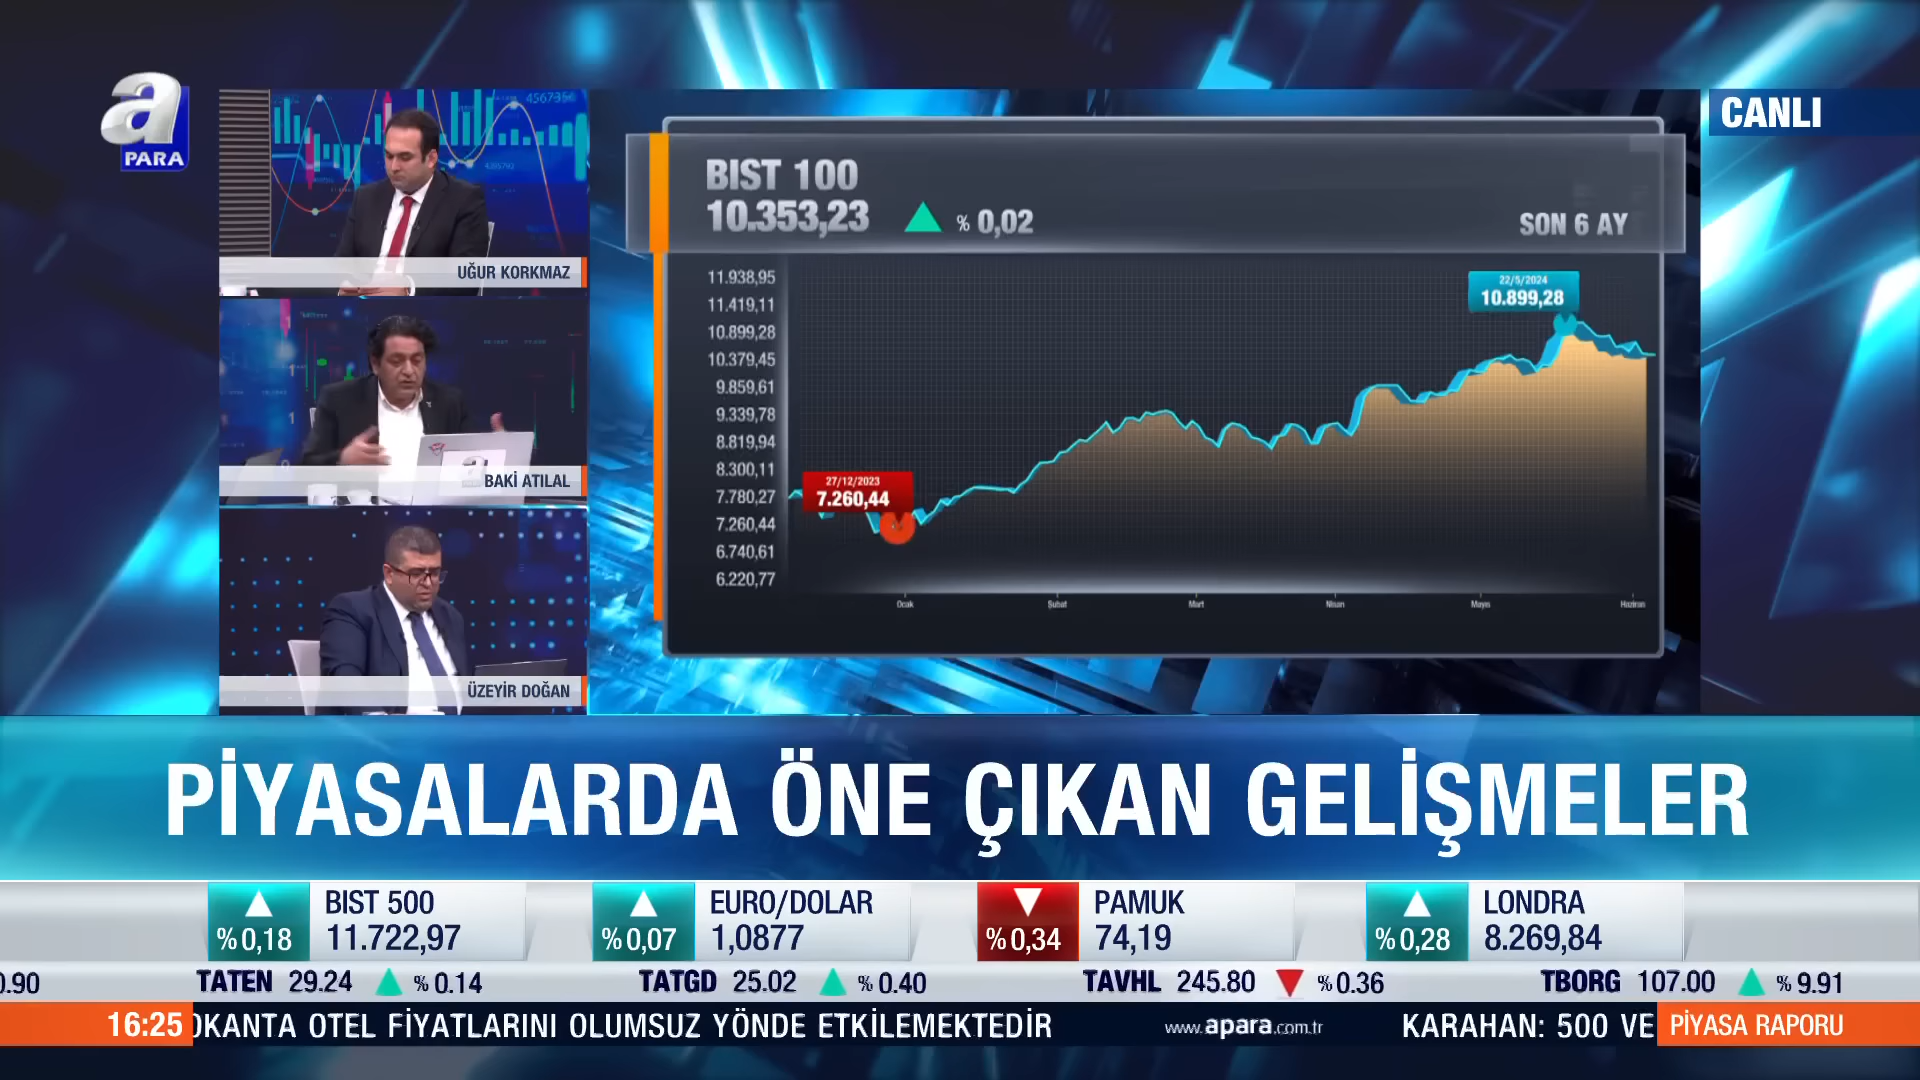 a
PARA
CANLI
UĞUR KORKMAZ
BAKİ ATILAL
ÜZEYİR DOĞAN
BIST 100
10.353,23 % 0,02
SON 6 AY
11.938,95
11.419,11
10.899,28
10.379,45
9.859,61
9.339,78
8.819,94
8.300,11
7.780,27
7.260,44
6.740,61
6.220,77
22/5/2024
10.899,28
27/12/2023
7.260,44
Ocak Şubat Mart Nisan Mayıs Haziran
PİYASALARDA ÖNE ÇIKAN GELİŞMELER
%0,18 BIST 500 11.722,97
%0,07 EURO/DOLAR 1,0877
%0,34 PAMUK 74,19
%0,28 LONDRA 8.269,84
0.90 TATEN 29.24 % 0.14 TATGD 25.02 % 0.40 TAVHL 245.80 % 0.36 TBORG 107.00 % 9.91
16:25 OKANTA OTEL FİYATLARINI OLUMSUZ YÖNDE ETKİLEMEKTEDİR www.apara.com.tr KARAHAN: 500 VE PİYASA RAPORU